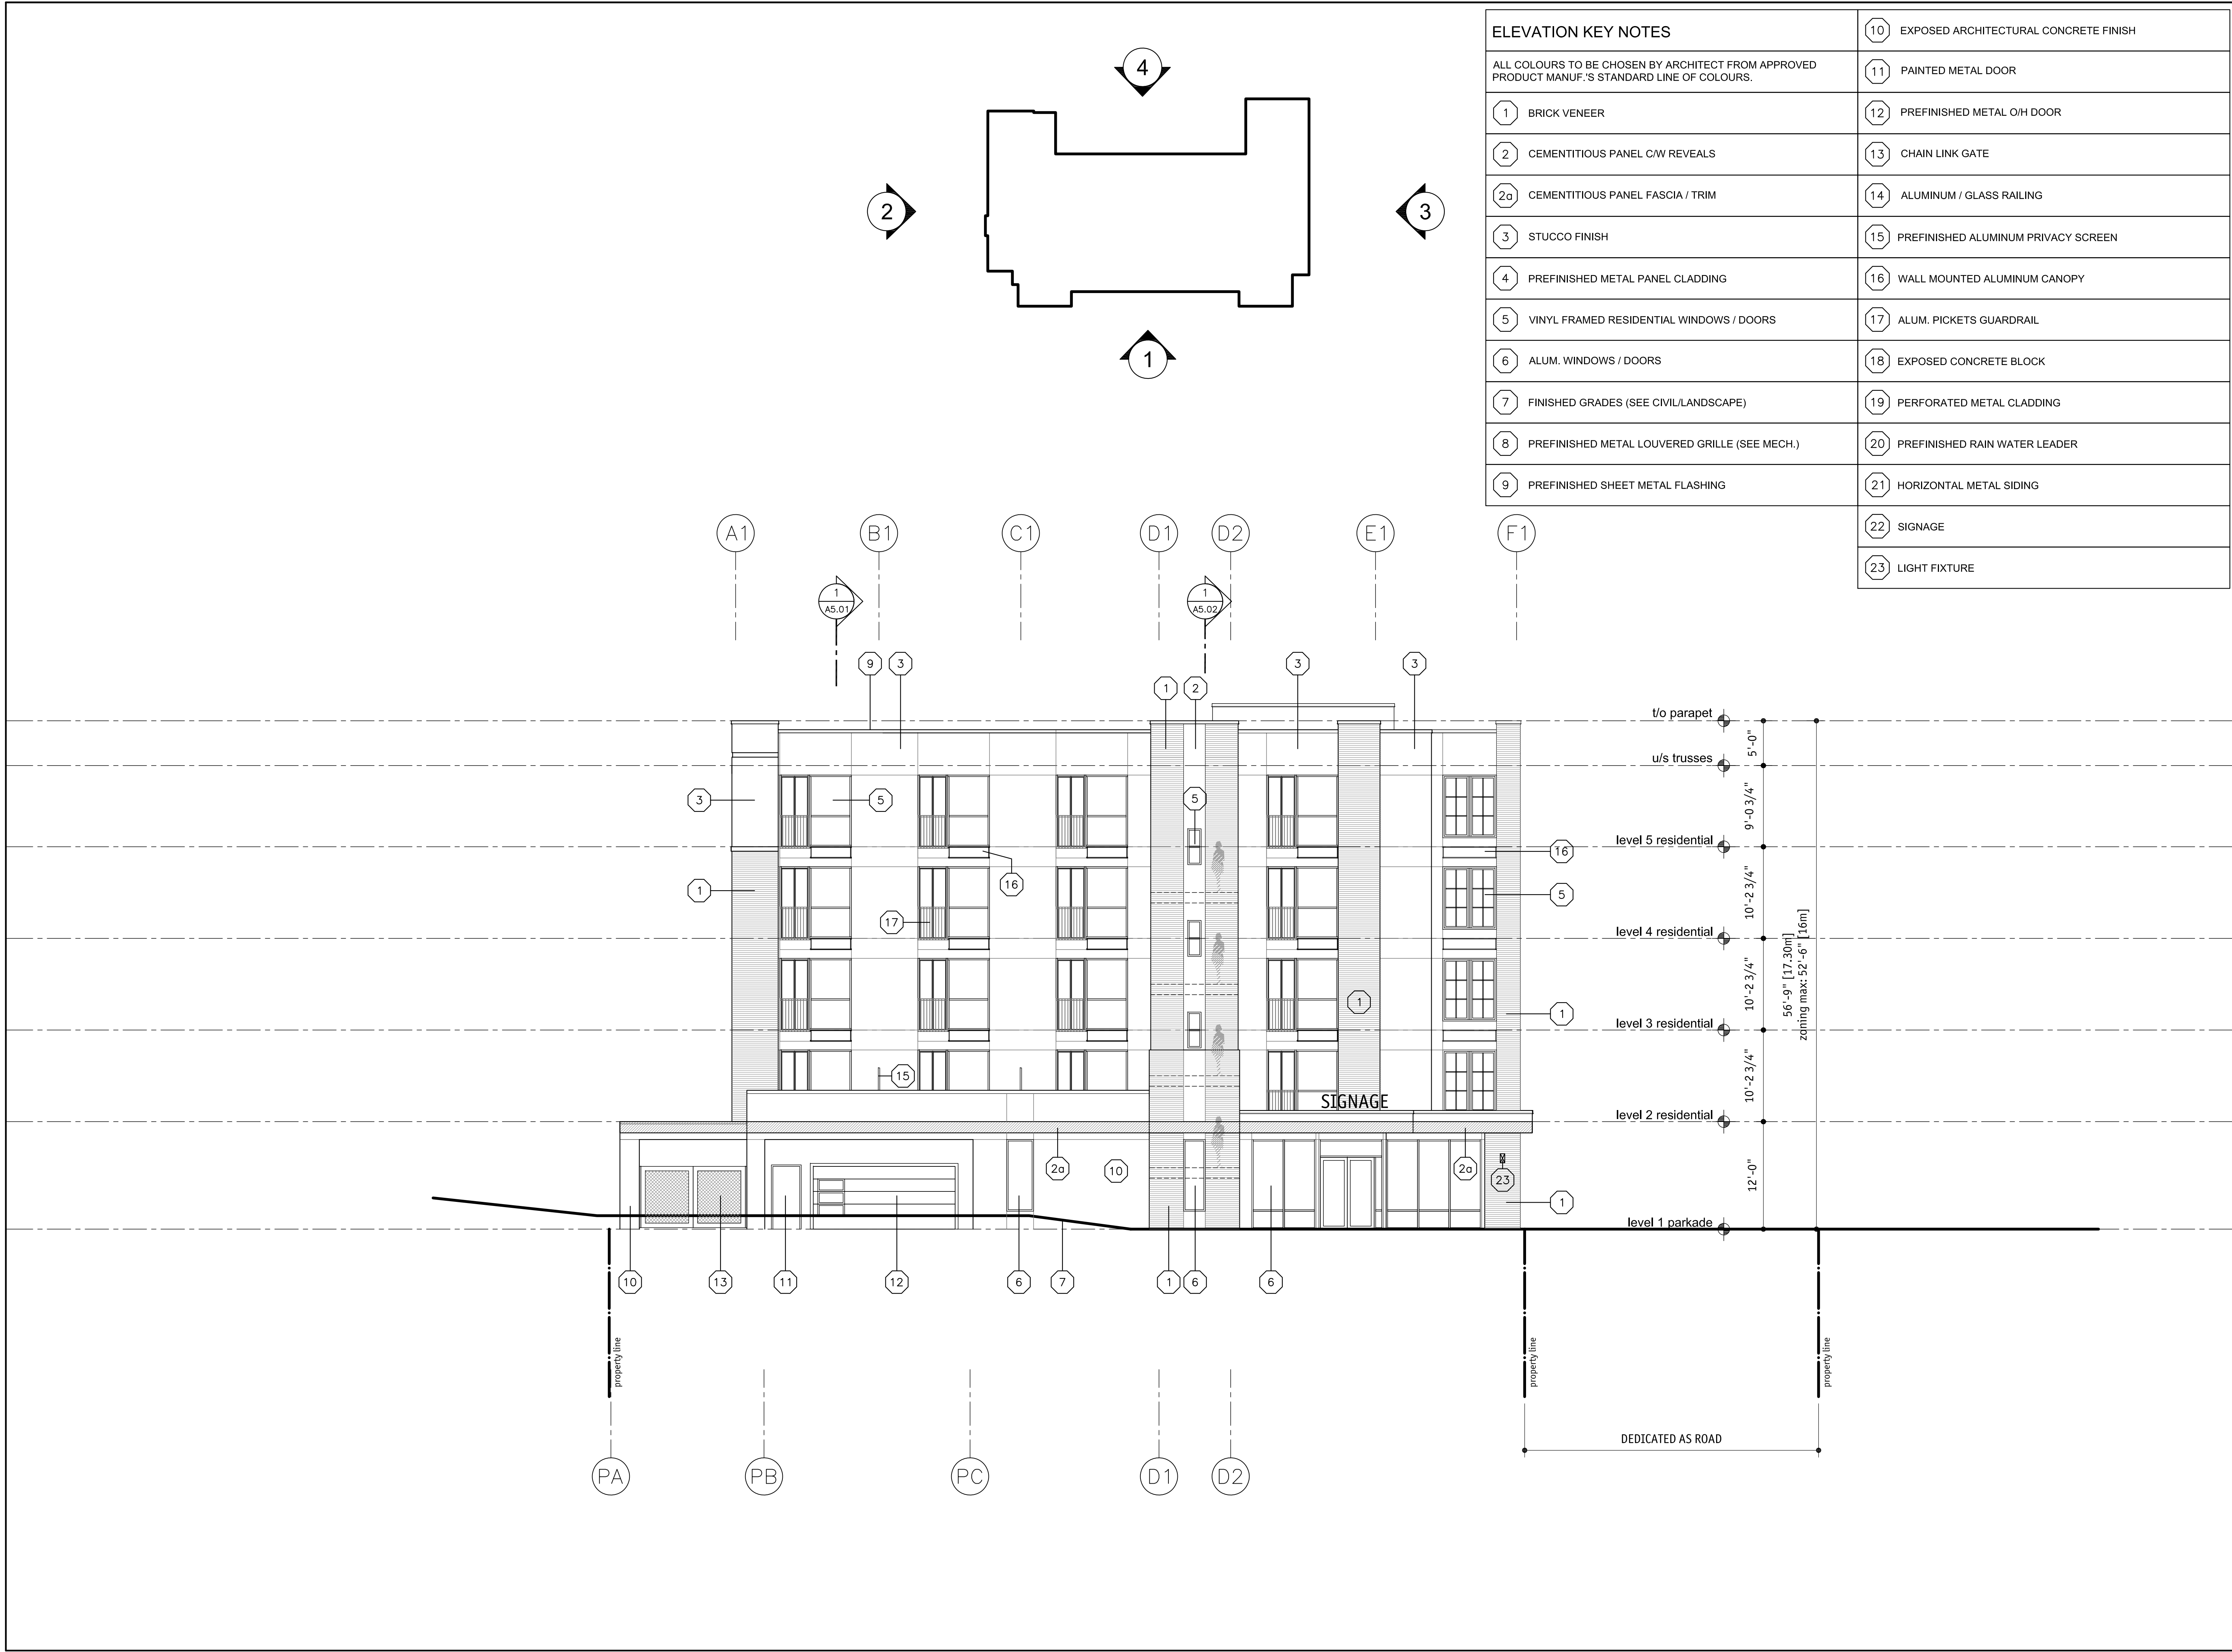 4
2
3
1
ELEVATION KEY NOTES
ALL COLOURS TO BE CHOSEN BY ARCHITECT FROM APPROVED
PRODUCT MANUF.'S STANDARD LINE OF COLOURS.
1 BRICK VENEER
2 CEMENTITIOUS PANEL C/W REVEALS
2a CEMENTITIOUS PANEL FASCIA / TRIM
3 STUCCO FINISH
4 PREFINISHED METAL PANEL CLADDING
5 VINYL FRAMED RESIDENTIAL WINDOWS / DOORS
6 ALUM. WINDOWS / DOORS
7 FINISHED GRADES (SEE CIVIL/LANDSCAPE)
8 PREFINISHED METAL LOUVERED GRILLE (SEE MECH.)
9 PREFINISHED SHEET METAL FLASHING
10 EXPOSED ARCHITECTURAL CONCRETE FINISH
11 PAINTED METAL DOOR
12 PREFINISHED METAL O/H DOOR
13 CHAIN LINK GATE
14 ALUMINUM / GLASS RAILING
15 PREFINISHED ALUMINUM PRIVACY SCREEN
16 WALL MOUNTED ALUMINUM CANOPY
17 ALUM. PICKETS GUARDRAIL
18 EXPOSED CONCRETE BLOCK
19 PERFORATED METAL CLADDING
20 PREFINISHED RAIN WATER LEADER
21 HORIZONTAL METAL SIDING
22 SIGNAGE
23 LIGHT FIXTURE
A1 B1 C1 D1 D2 E1 F1
1
A5.01
1
A5.02
9 3 3 3
1 2
t/o parapet
5'-0"
u/s trusses
3 5 5
9'-0 3/4"
level 5 residential
16
16
1
5
10'-2 3/4"
17
level 4 residential
10'-2 3/4"
56'-9" [17.30m]
zoning max: 52'-6" [16m]
1
1
level 3 residential
15
10'-2 3/4"
SIGNAGE
level 2 residential
2a 10 2a
23
12'-0"
1
level 1 parkade
10 13 11 12 6 7 1 6 6
property line
property line
property line
DEDICATED AS ROAD
PA PB PC D1 D2